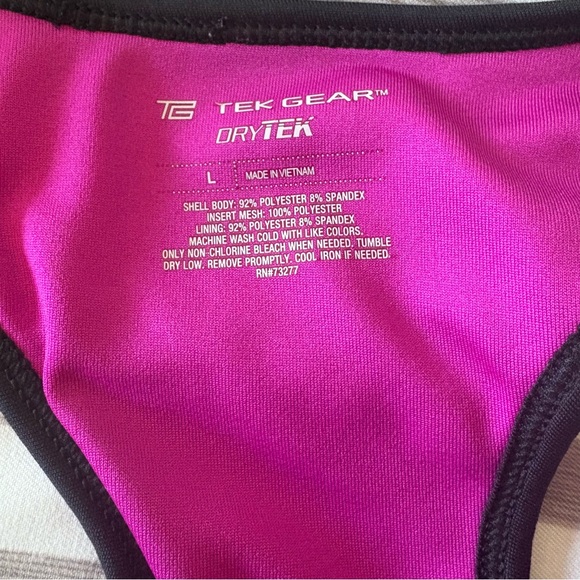 TG TEK GEAR™
DRYTEK
L MADE IN VIETNAM
SHELL BODY: 92% POLYESTER 8% SPANDEX
INSERT MESH: 100% POLYESTER
LINING: 92% POLYESTER 8% SPANDEX
MACHINE WASH COLD WITH LIKE COLORS.
ONLY NON-CHLORINE BLEACH WHEN NEEDED. TUMBLE
DRY LOW. REMOVE PROMPTLY. COOL IRON IF NEEDED.
RN#73277